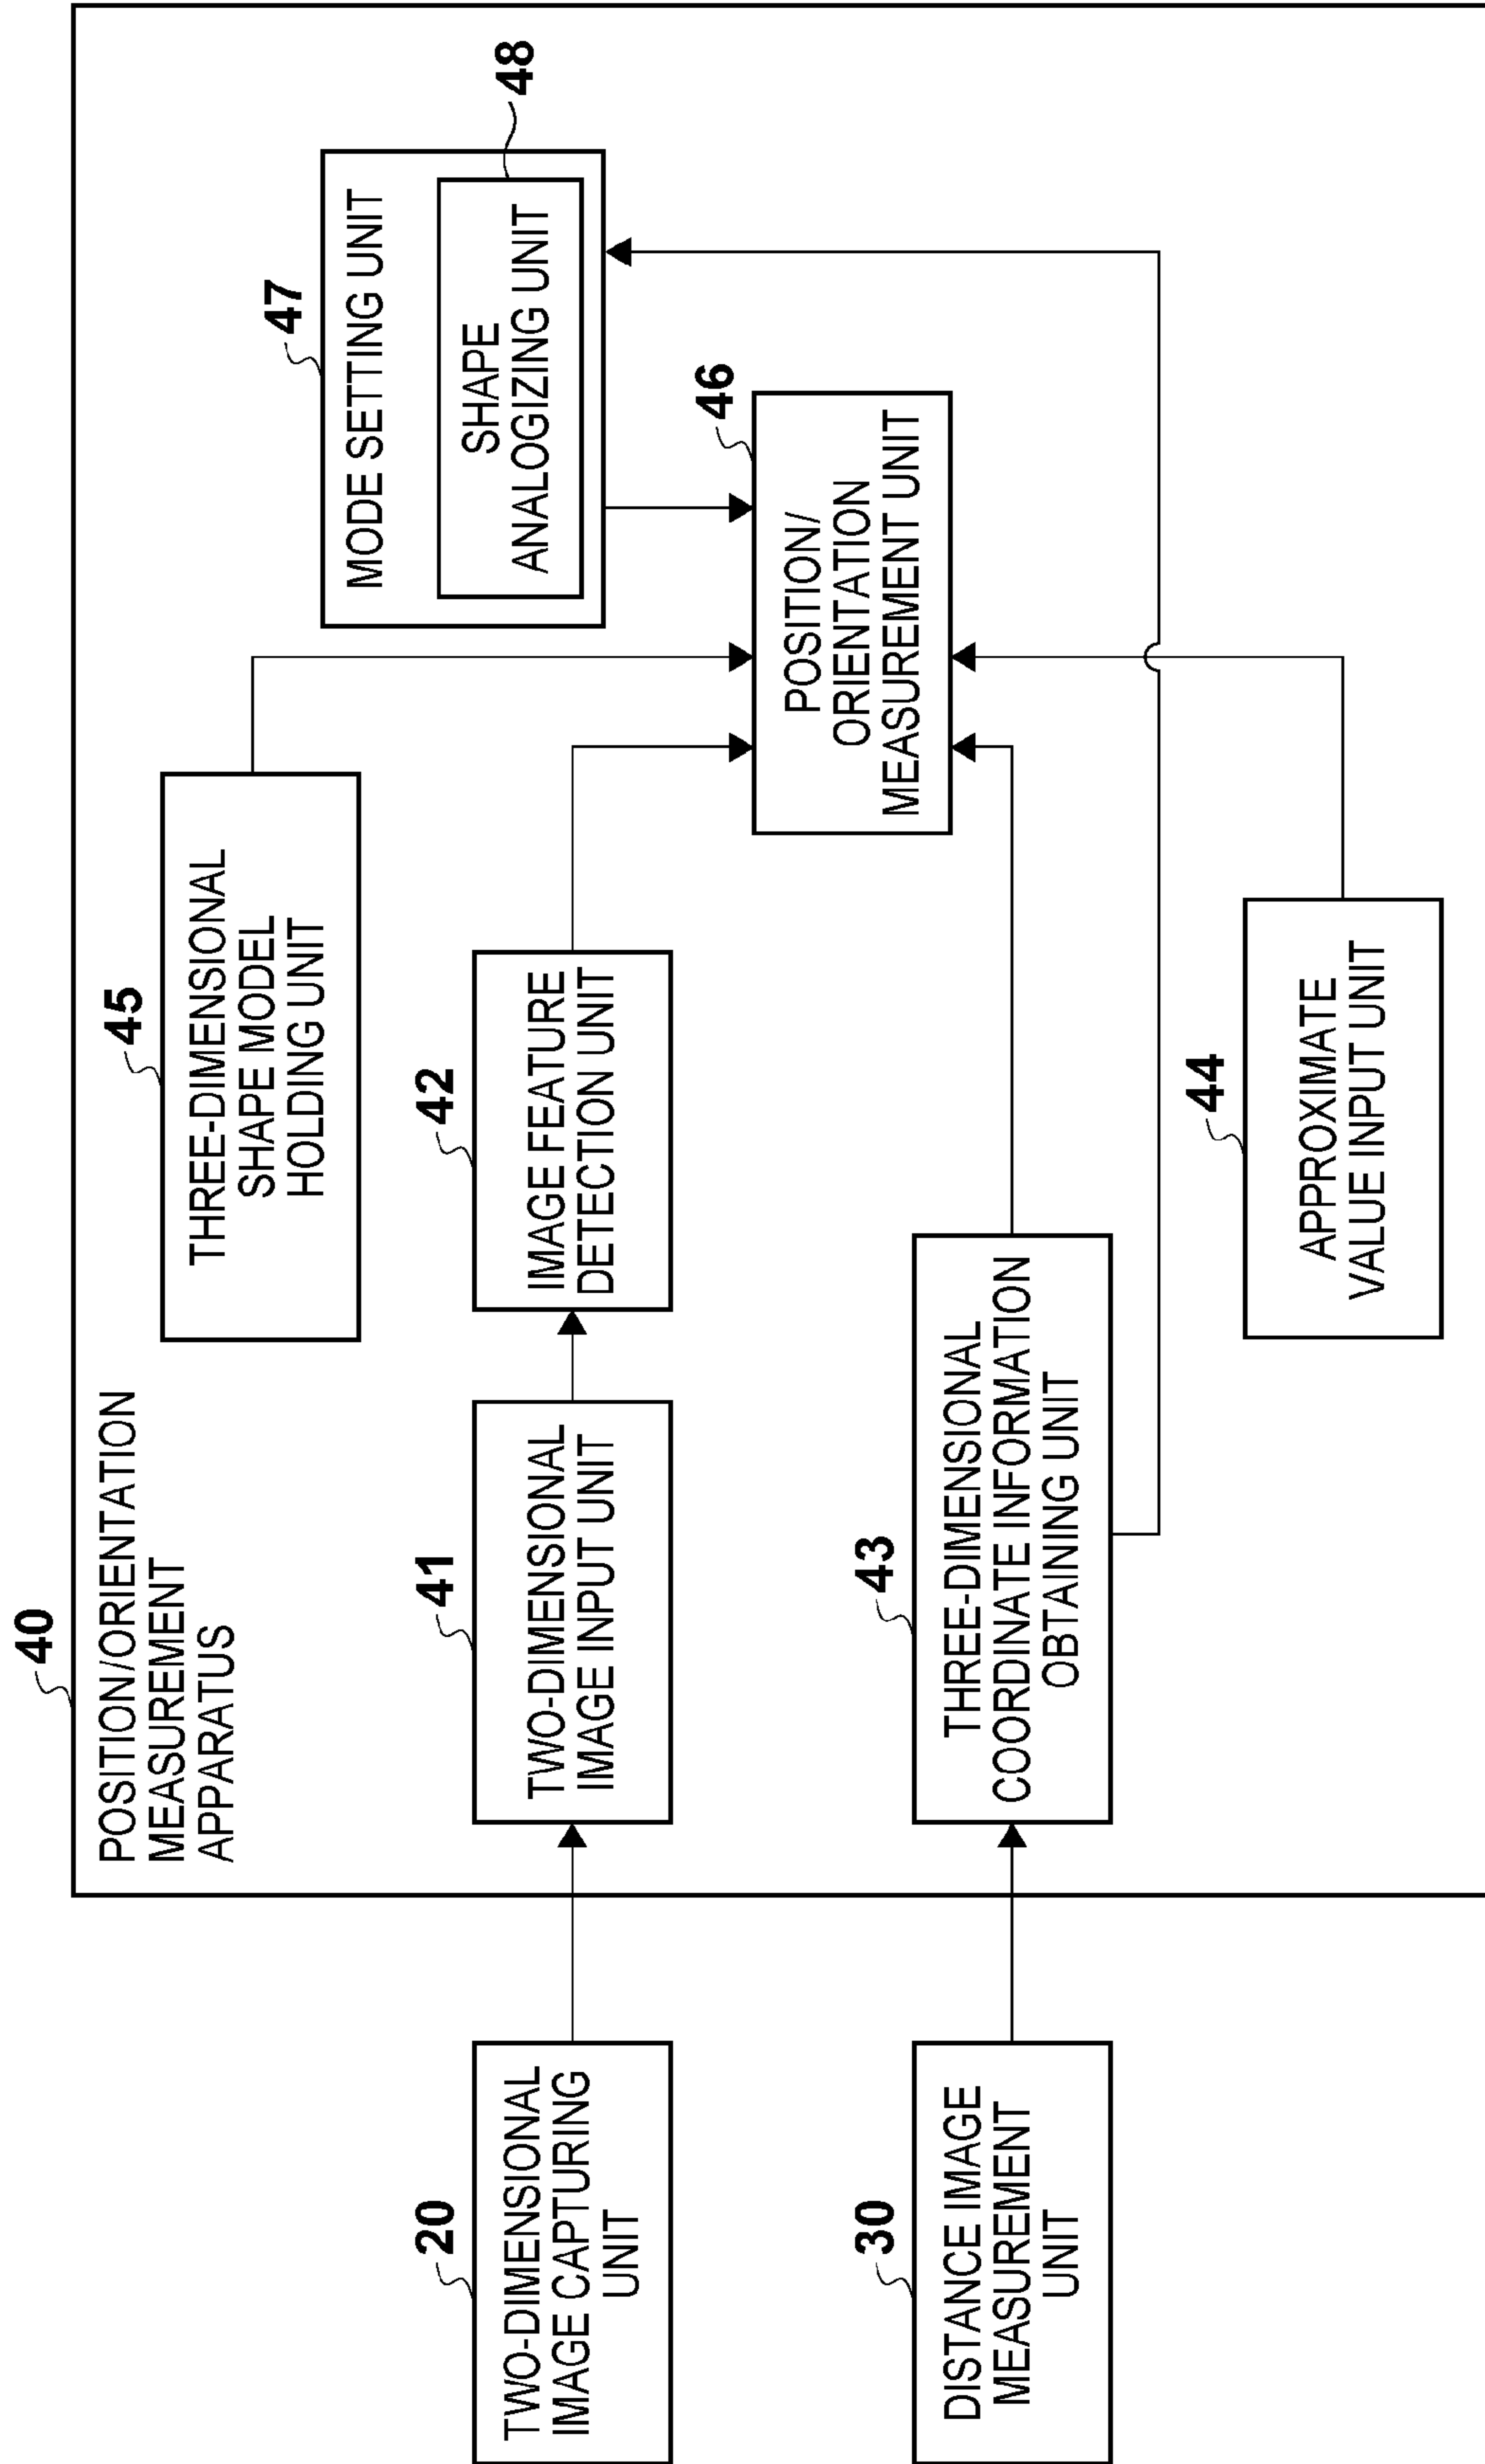 40
POSITION/ORIENTATION
MEASUREMENT
APPARATUS
45
THREE-DIMENSIONAL
SHAPE MODEL
HOLDING UNIT
47
MODE SETTING UNIT
48
SHAPE
ANALOGIZING UNIT
20
TWO-DIMENSIONAL
IMAGE CAPTURING
UNIT
41
TWO-DIMENSIONAL
IMAGE INPUT UNIT
42
IMAGE FEATURE
DETECTION UNIT
46
POSITION/
ORIENTATION
MEASUREMENT UNIT
30
DISTANCE IMAGE
MEASUREMENT
UNIT
43
THREE-DIMENSIONAL
COORDINATE INFORMATION
OBTAINING UNIT
44
APPROXIMATE
VALUE INPUT UNIT